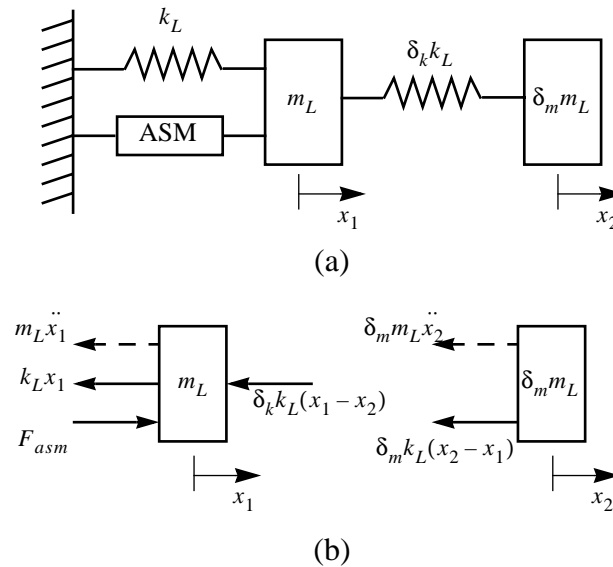 k_L
δ_k k_L
m_L
δ_m m_L
ASM
x_1
x_2
(a)
m_L ẍ_1
δ_m m_L ẍ_2
k_L x_1
m_L
δ_k k_L(x_1 − x_2)
δ_m m_L
F_asm
δ_m k_L(x_2 − x_1)
x_1
x_2
(b)